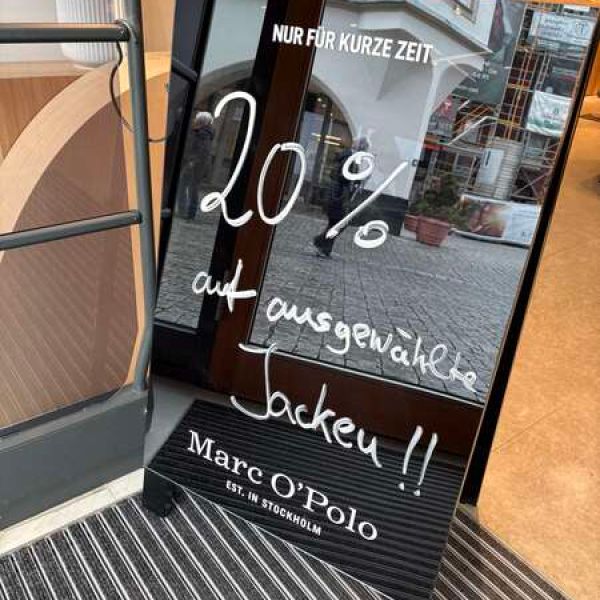 NUR FÜR KURZE ZEIT
20%
auf ausgewählte
Jacken!!
Marc O'Polo
EST. IN STOCKHOLM